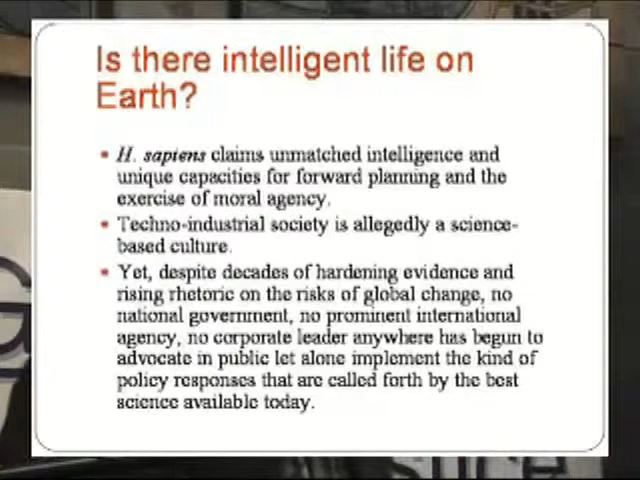 Is there intelligent life on
Earth?
• H. sapiens claims unmatched intelligence and
unique capacities for forward planning and the
exercise of moral agency.
• Techno-industrial society is allegedly a science-
based culture.
• Yet, despite decades of hardening evidence and
rising rhetoric on the risks of global change, no
national government, no prominent international
agency, no corporate leader anywhere has begun to
advocate in public let alone implement the kind of
policy responses that are called forth by the best
science available today.